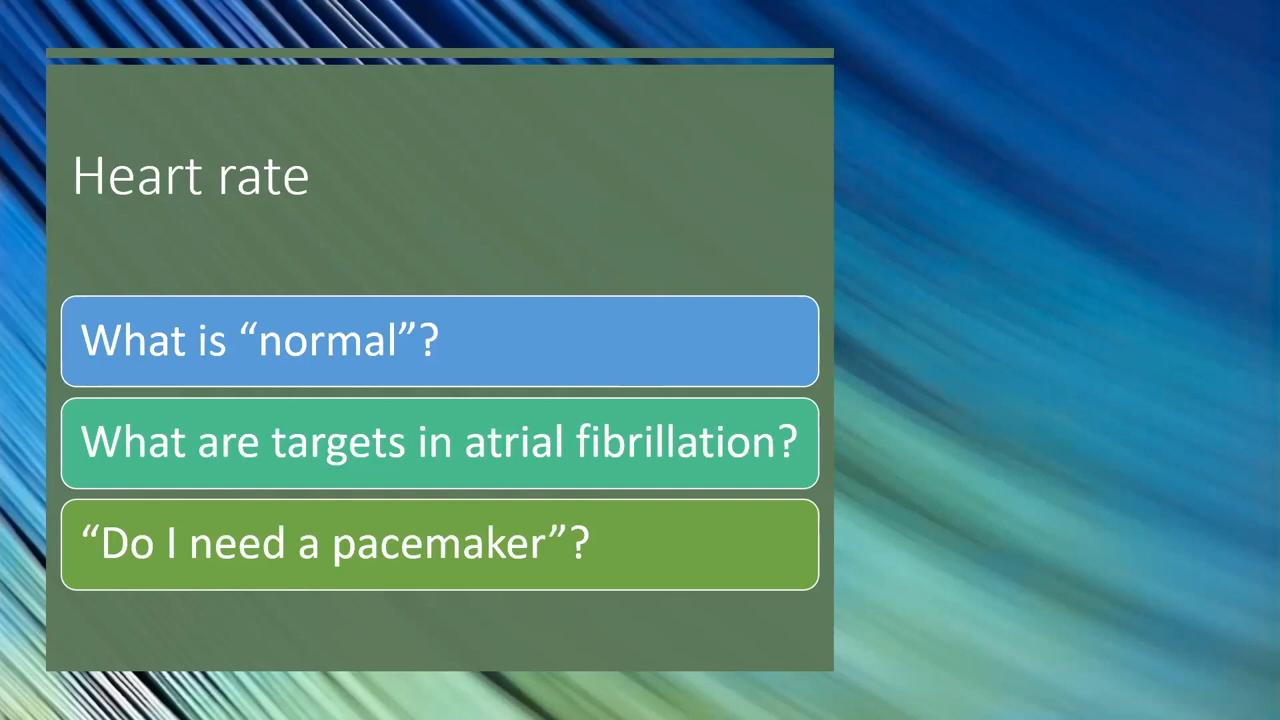 Heart rate
What is “normal”?
What are targets in atrial fibrillation?
“Do I need a pacemaker”?